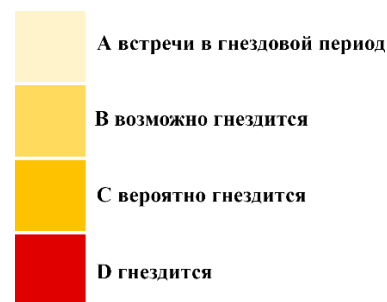 A встречи в гнездовой период
B возможно гнездится
C вероятно гнездится
D гнездится